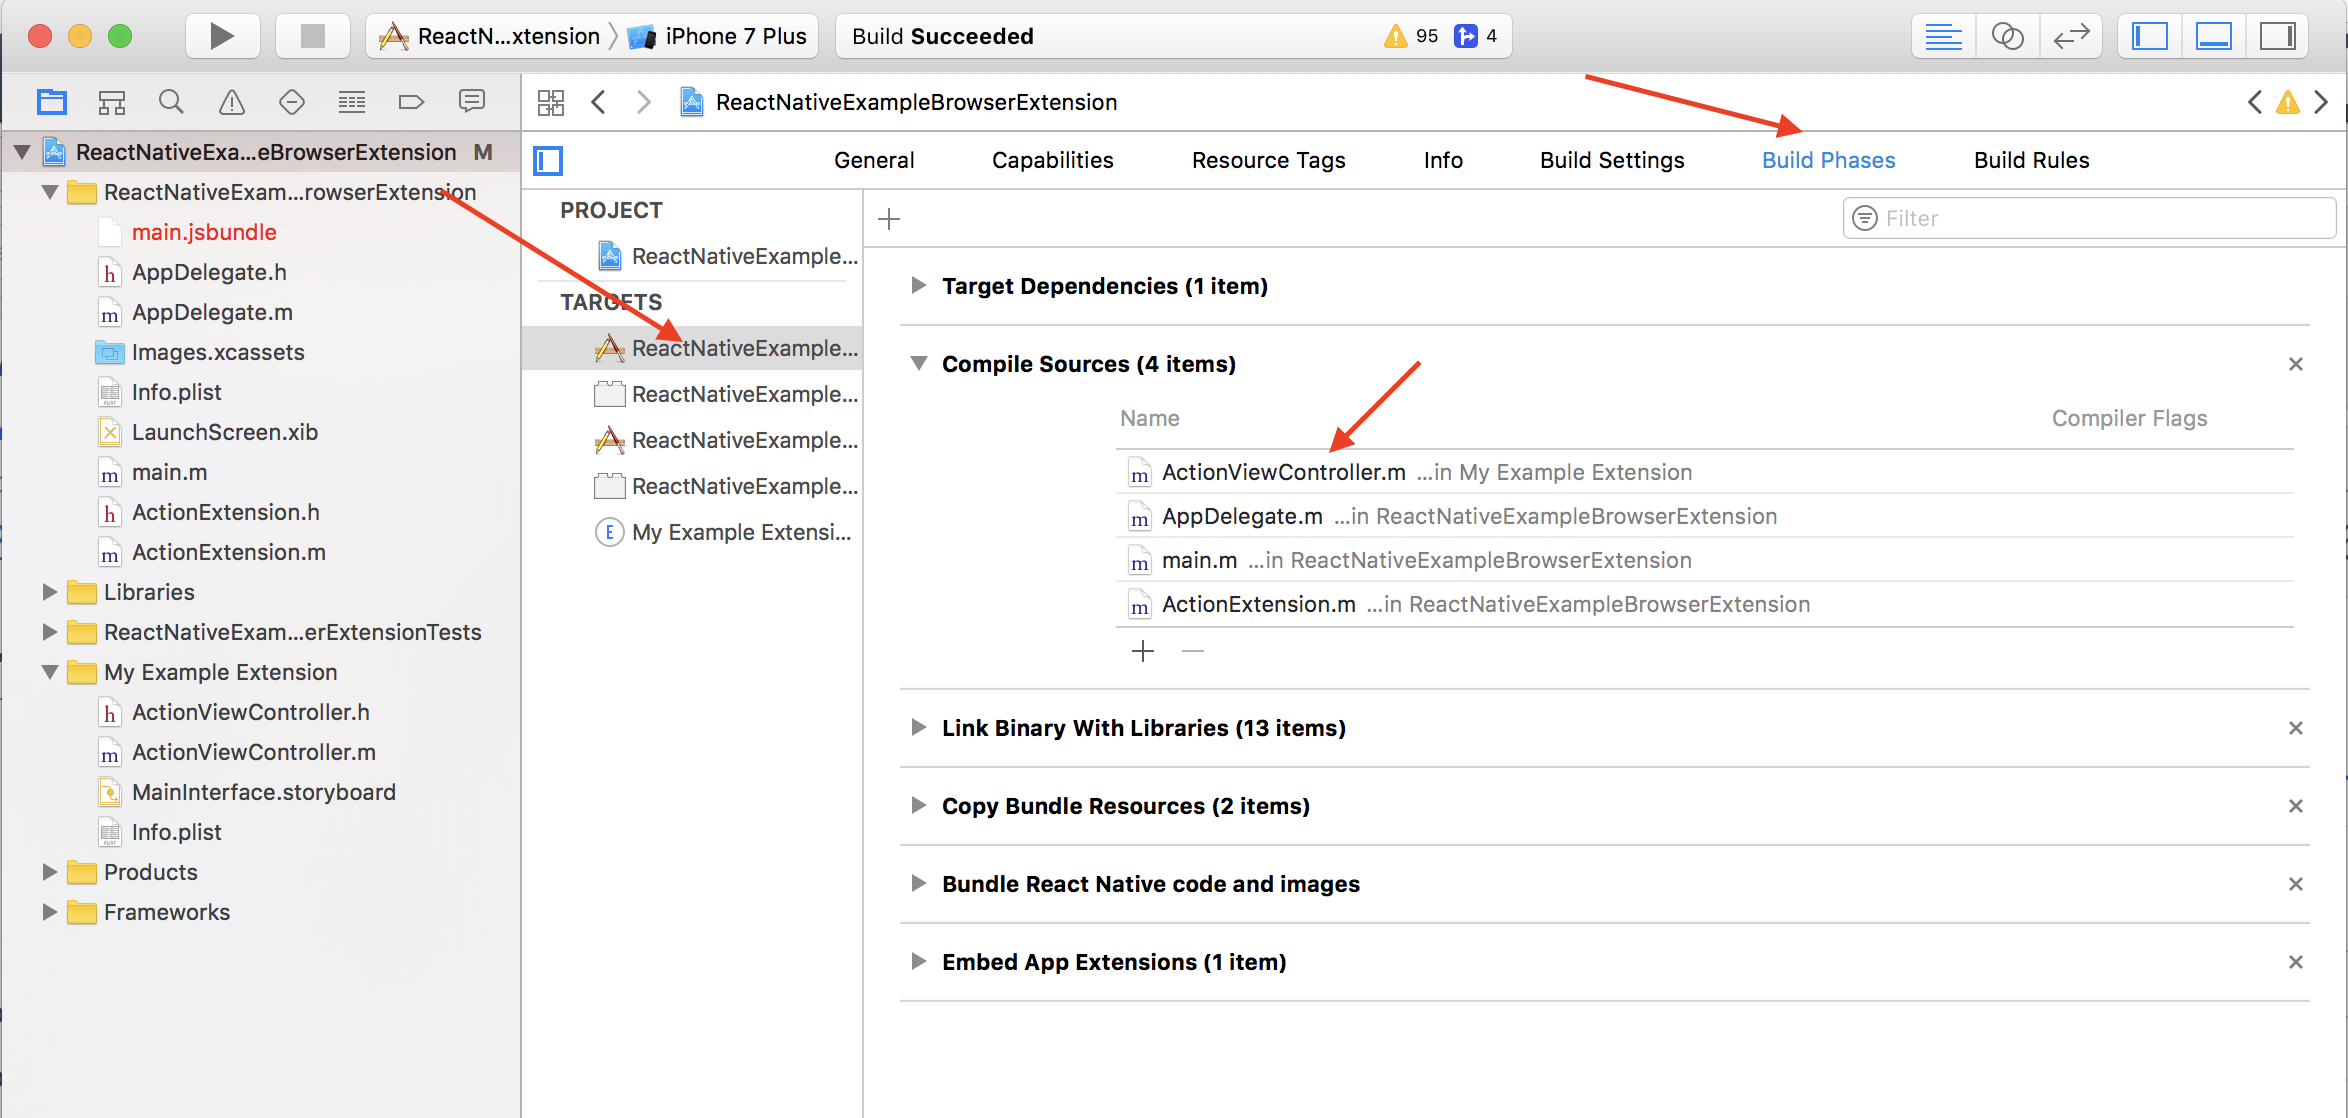 ReactN...xtension
iPhone 7 Plus
Build Succeeded
95
4
ReactNativeExampleBrowserExtension
ReactNativeExa...eBrowserExtension M
ReactNativeExam...rowserExtension
main.jsbundle
AppDelegate.h
AppDelegate.m
Images.xcassets
Info.plist
LaunchScreen.xib
main.m
ActionExtension.h
ActionExtension.m
Libraries
ReactNativeExam...erExtensionTests
My Example Extension
ActionViewController.h
ActionViewController.m
MainInterface.storyboard
Info.plist
Products
Frameworks
General
Capabilities
Resource Tags
Info
Build Settings
Build Phases
Build Rules
PROJECT
ReactNativeExample...
TARGETS
ReactNativeExample...
ReactNativeExample...
ReactNativeExample...
ReactNativeExample...
E My Example Extensi...
Filter
Target Dependencies (1 item)
Compile Sources (4 items)
Name
Compiler Flags
ActionViewController.m ...in My Example Extension
AppDelegate.m ...in ReactNativeExampleBrowserExtension
main.m ...in ReactNativeExampleBrowserExtension
ActionExtension.m ...in ReactNativeExampleBrowserExtension
Link Binary With Libraries (13 items)
Copy Bundle Resources (2 items)
Bundle React Native code and images
Embed App Extensions (1 item)